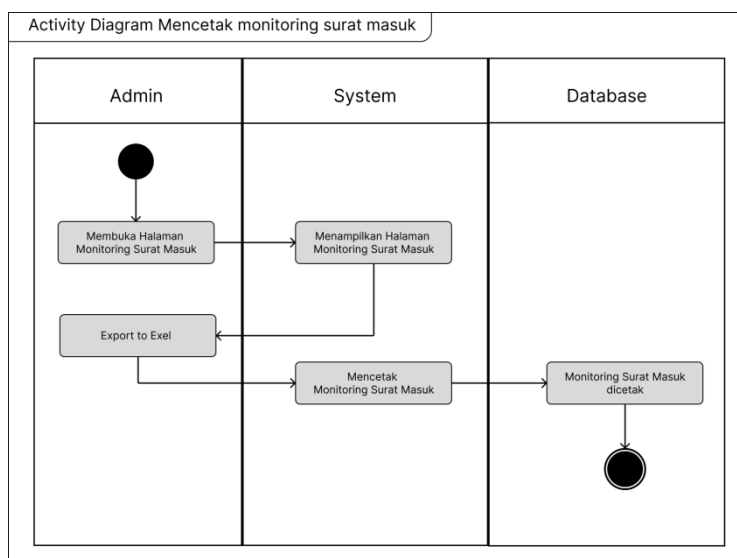 Activity Diagram Mencetak monitoring surat masuk
Admin
System
Database
Membuka Halaman
Monitoring Surat Masuk
Menampilkan Halaman
Monitoring Surat Masuk
Export to Exel
Mencetak
Monitoring Surat Masuk
Monitoring Surat Masuk
dicetak